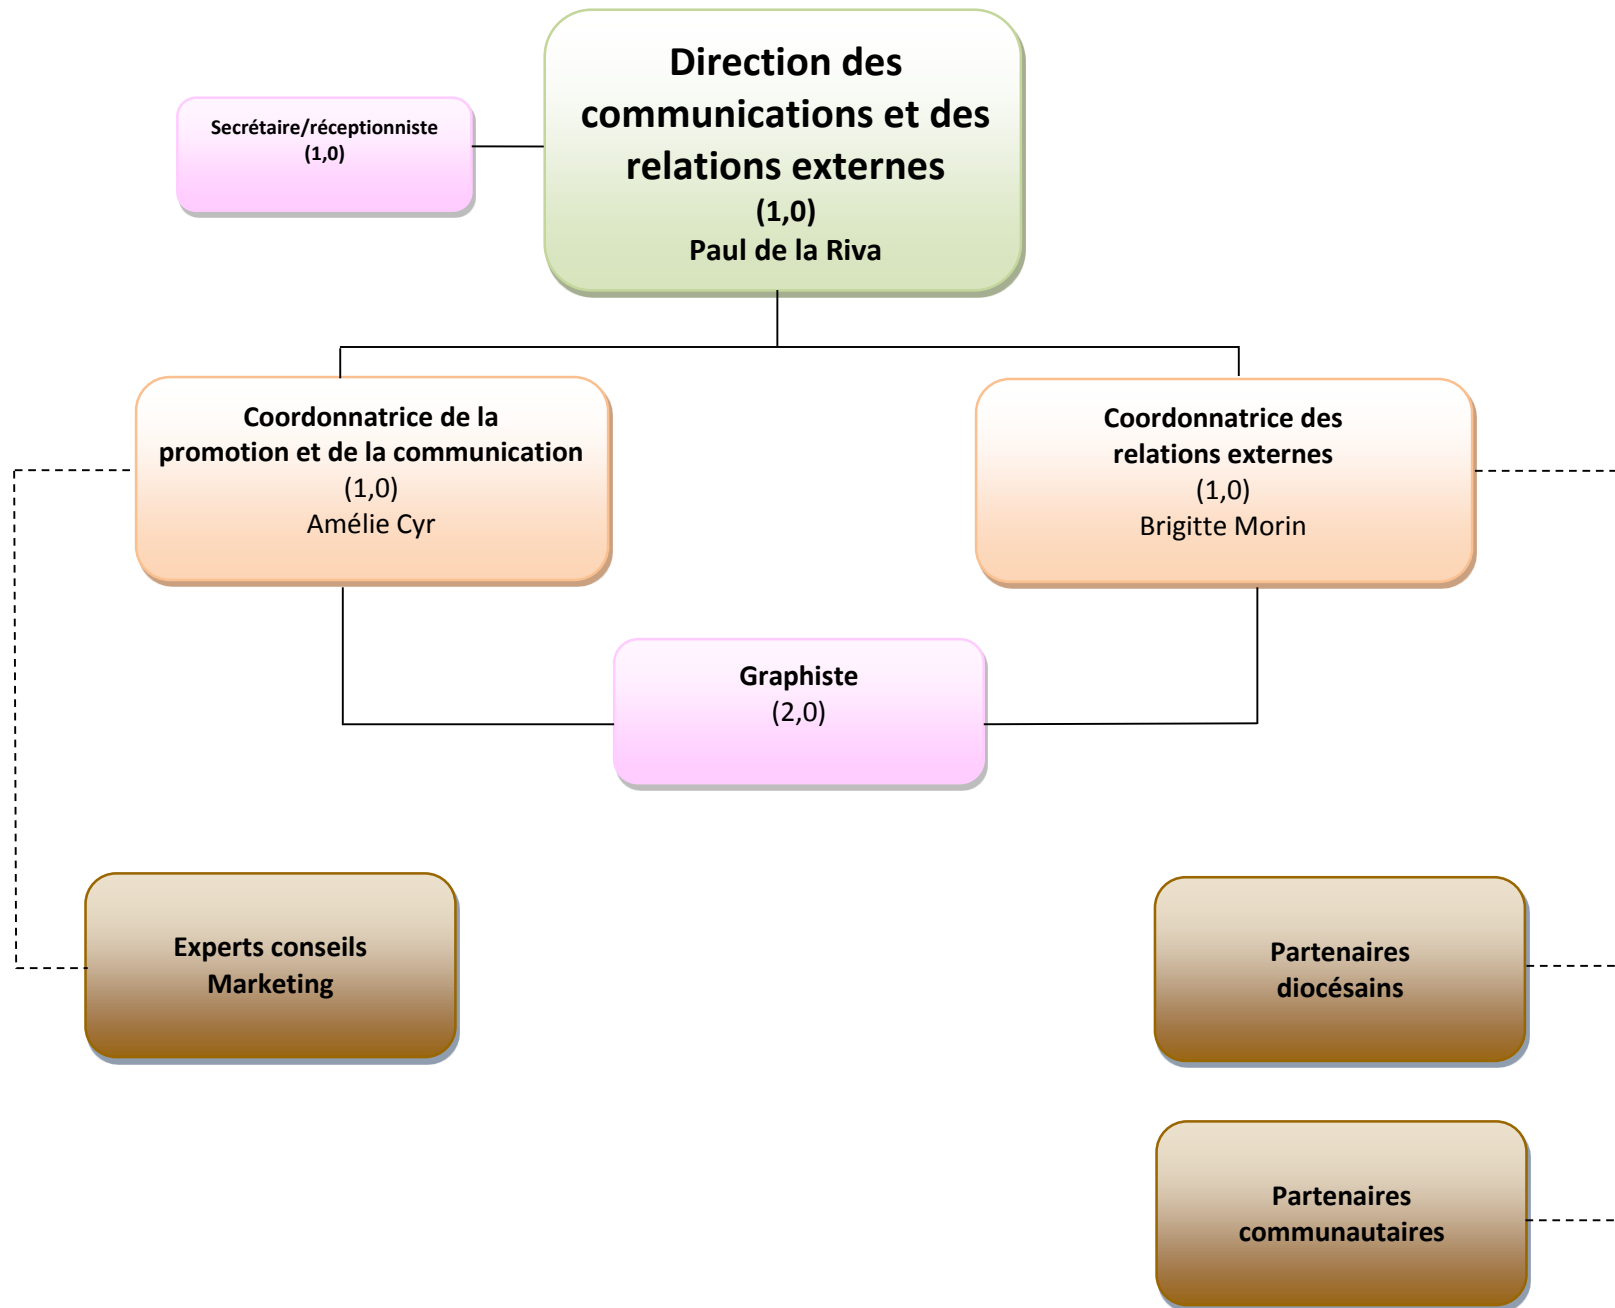 Direction des
communications et des
relations externes
(1,0)
Paul de la Riva
Secrétaire/réceptionniste
(1,0)
Coordonnatrice de la
promotion et de la communication
(1,0)
Amélie Cyr
Coordonnatrice des
relations externes
(1,0)
Brigitte Morin
Graphiste
(2,0)
Experts conseils
Marketing
Partenaires
diocésains
Partenaires
communautaires